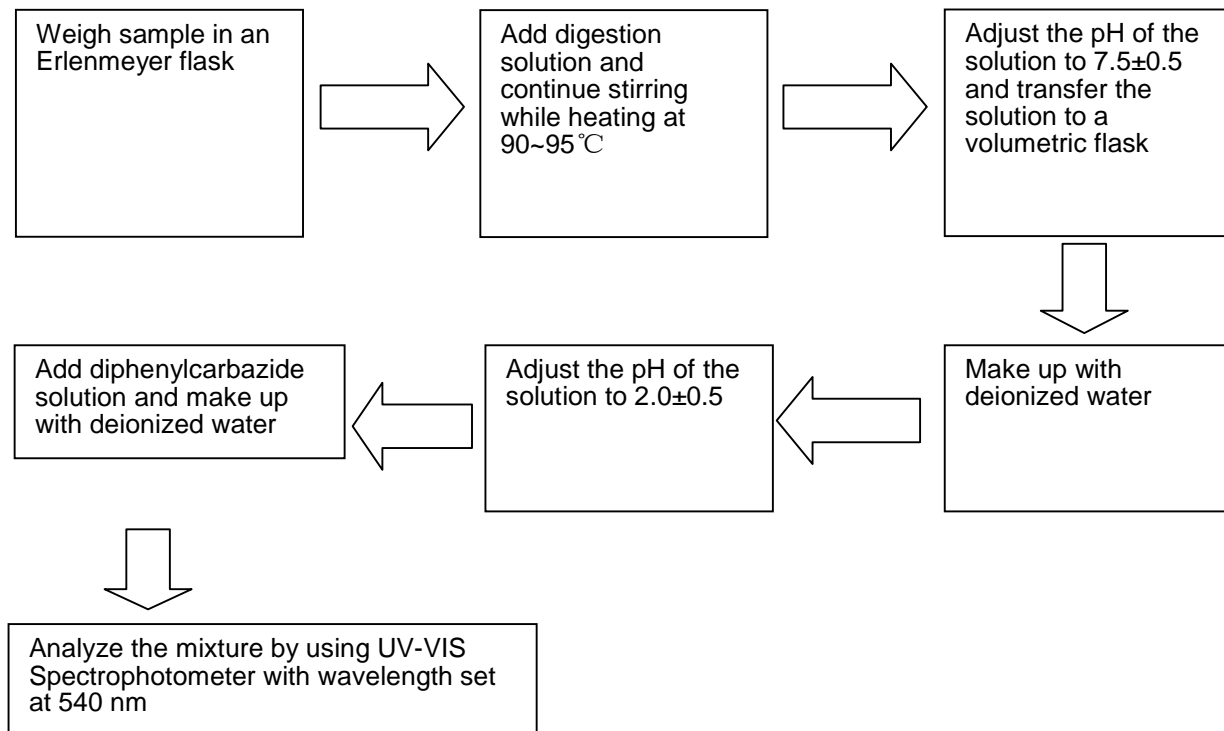 Weigh sample in an
Erlenmeyer flask
Add digestion
solution and
continue stirring
while heating at
90~95℃
Adjust the pH of the
solution to 7.5±0.5
and transfer the
solution to a
volumetric flask
Make up with
deionized water
Adjust the pH of the
solution to 2.0±0.5
Add diphenylcarbazide
solution and make up
with deionized water
Analyze the mixture by using UV-VIS
Spectrophotometer with wavelength set
at 540 nm